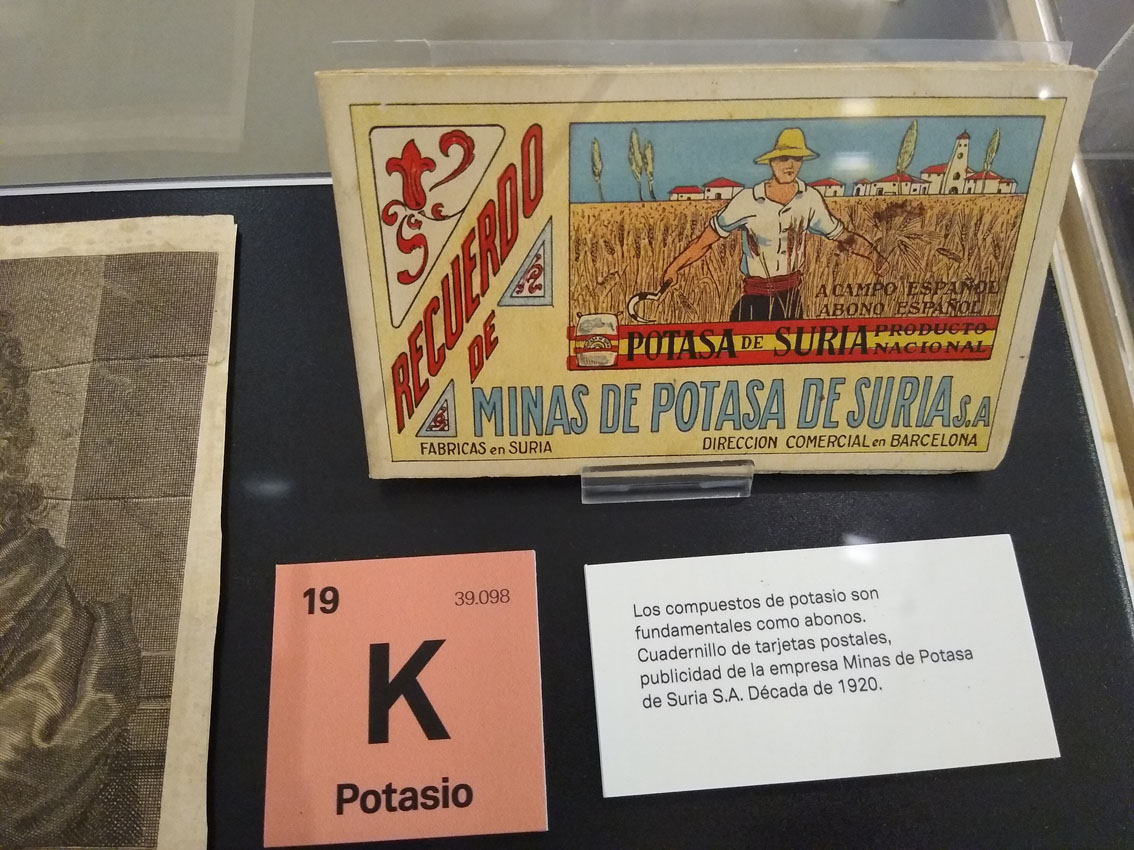 RECUERDO
DE
A CAMPO ESPAÑOL
ABONO ESPAÑOL
POTASA DE SURIA PRODUCTO
NACIONAL
MINAS DE POTASA DE SURIA S.A
FABRICAS en SURIA
DIRECCION COMERCIAL en BARCELONA
19
39.098
K
Potasio
Los compuestos de potasio son
fundamentales como abonos.
Cuadernillo de tarjetas postales,
publicidad de la empresa Minas de Potasa
de Suria S.A. Década de 1920.